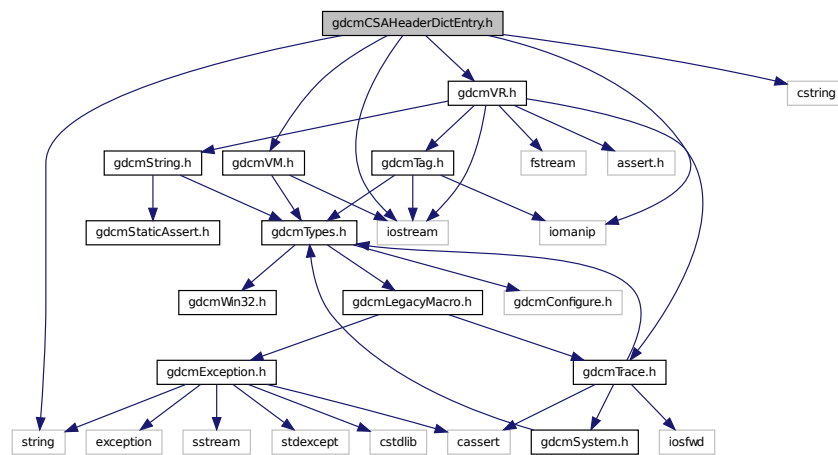 gdcmCSAHeaderDictEntry.h
gdcmVR.h
cstring
gdcmString.h
gdcmVM.h
gdcmTag.h
fstream
assert.h
gdcmStaticAssert.h
gdcmTypes.h
iostream
iomanip
gdcmWin32.h
gdcmLegacyMacro.h
gdcmConfigure.h
gdcmException.h
gdcmTrace.h
string
exception
sstream
stdexcept
cstdlib
cassert
gdcmSystem.h
iosfwd